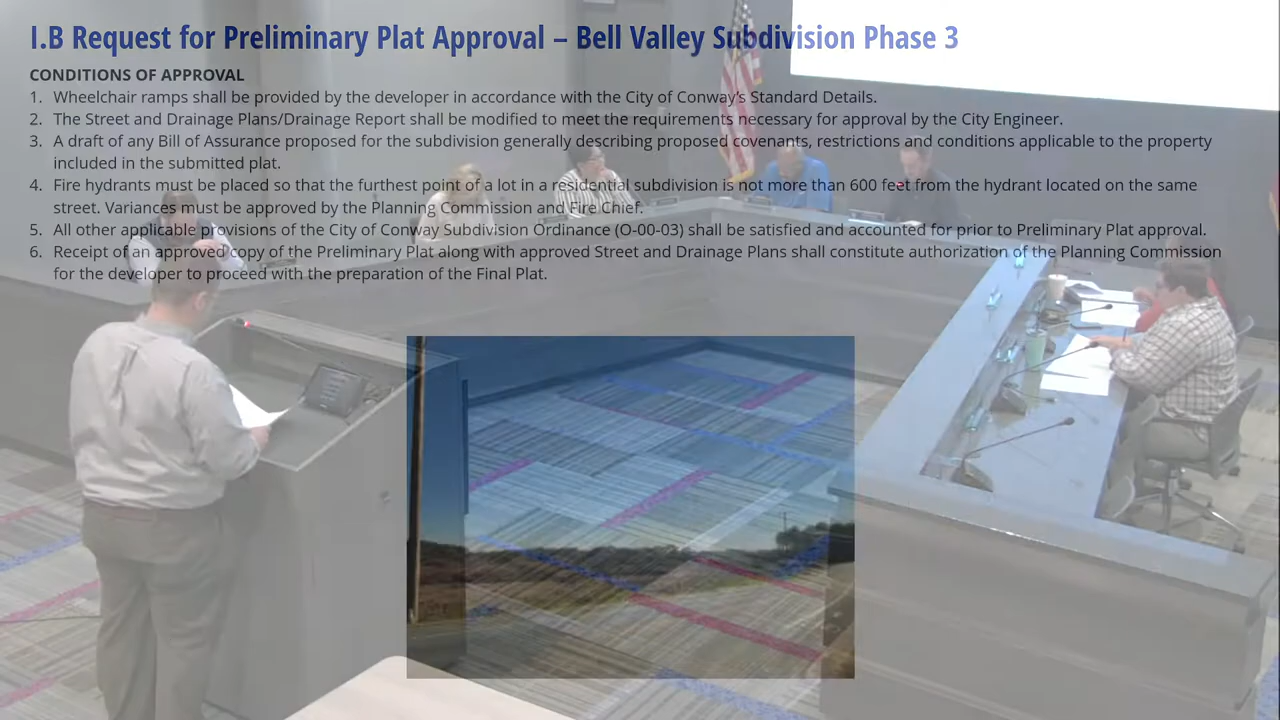 I.B Request for Preliminary Plat Approval – Bell Valley Subdivision Phase 3
CONDITIONS OF APPROVAL
1. Wheelchair ramps shall be provided by the developer in accordance with the City of Conway's Standard Details.
2. The Street and Drainage Plans/Drainage Report shall be modified to meet the requirements necessary for approval by the City Engineer.
3. A draft of any Bill of Assurance proposed for the subdivision generally describing proposed covenants, restrictions and conditions applicable to the property
included in the submitted plat.
4. Fire hydrants must be placed so that the furthest point of a lot in a residential subdivision is not more than 600 feet from the hydrant located on the same
street. Variances must be approved by the Planning Commission and Fire Chief.
5. All other applicable provisions of the City of Conway Subdivision Ordinance (O-00-03) shall be satisfied and accounted for prior to Preliminary Plat approval.
6. Receipt of an approved copy of the Preliminary Plat along with approved Street and Drainage Plans shall constitute authorization of the Planning Commission
for the developer to proceed with the preparation of the Final Plat.